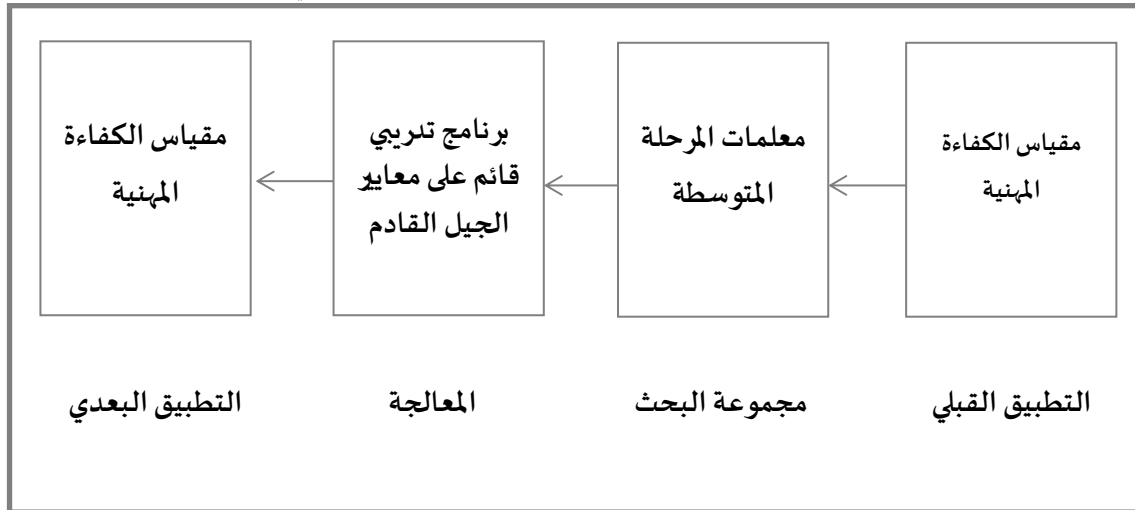 مقياس الكفاءة
المهنية
معلمات المرحلة
المتوسطة
برنامج تدريبي
قائم على معايير
الجيل القادم
مقياس الكفاءة
المهنية
التطبيق القبلي
مجموعة البحث
المعالجة
التطبيق البعدي